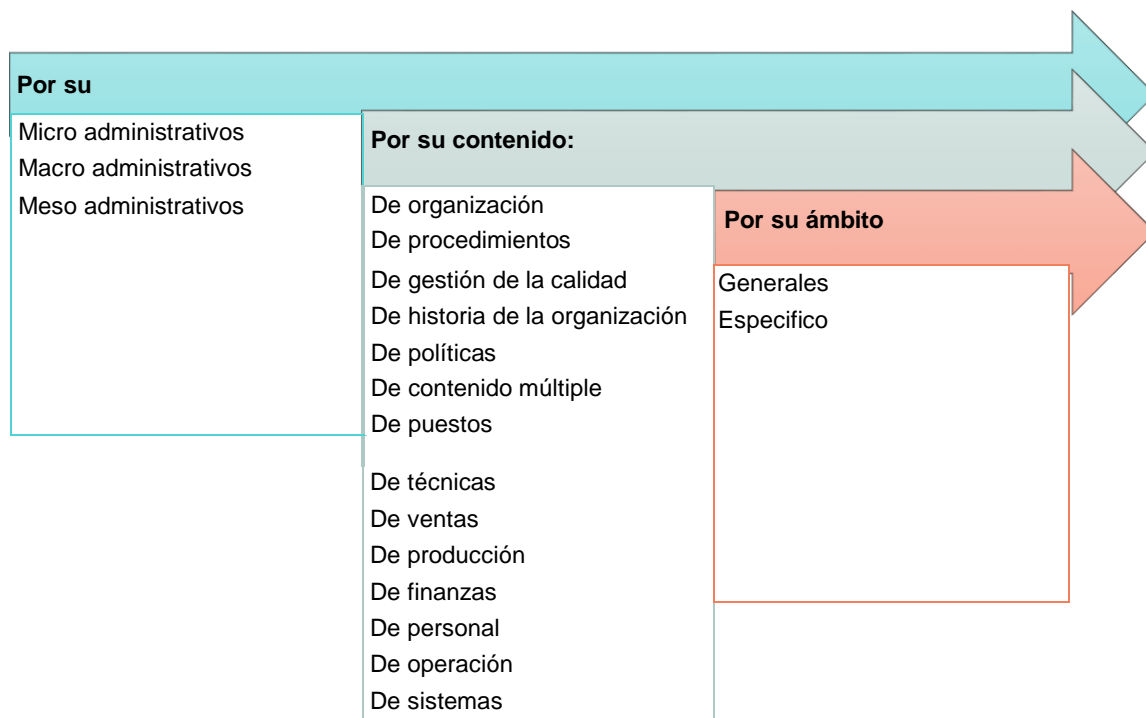 Por su
Micro administrativos
Macro administrativos
Meso administrativos
Por su contenido:
De organización
De procedimientos
De gestión de la calidad
De historia de la organización
De políticas
De contenido múltiple
De puestos
De técnicas
De ventas
De producción
De finanzas
De personal
De operación
De sistemas
Por su ámbito
Generales
Especifico